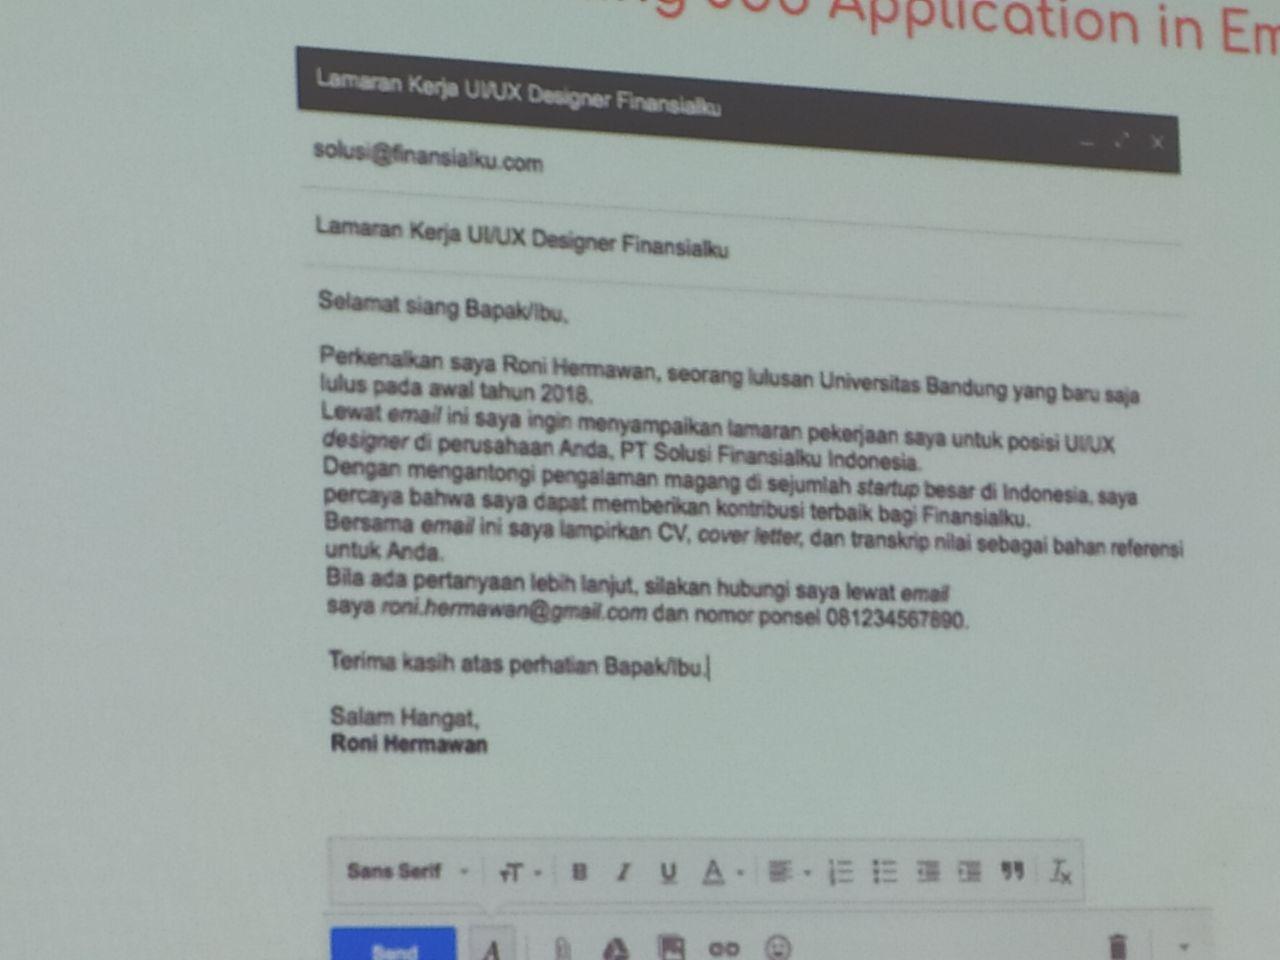 Application in Em
Lamaran Kerja UI/UX Designer Finansialku
solusi@finansialku.com
Lamaran Kerja UI/UX Designer Finansialku
Selamat siang Bapak/Ibu,
Perkenalkan saya Roni Hermawan, seorang lulusan Universitas Bandung yang baru saja
lulus pada awal tahun 2018.
Lewat email ini saya ingin menyampaikan lamaran pekerjaan saya untuk posisi UI/UX
designer di perusahaan Anda, PT Solusi Finansialku Indonesia.
Dengan mengantongi pengalaman magang di sejumlah startup besar di Indonesia, saya
percaya bahwa saya dapat memberikan kontribusi terbaik bagi Finansialku.
Bersama email ini saya lampirkan CV, cover letter, dan transkrip nilai sebagai bahan referensi
untuk Anda.
Bila ada pertanyaan lebih lanjut, silakan hubungi saya lewat email
saya roni.hermawan@gmail.com dan nomor ponsel 081234567890.
Terima kasih atas perhatian Bapak/Ibu.
Salam Hangat,
Roni Hermawan
Sans Serif
Send